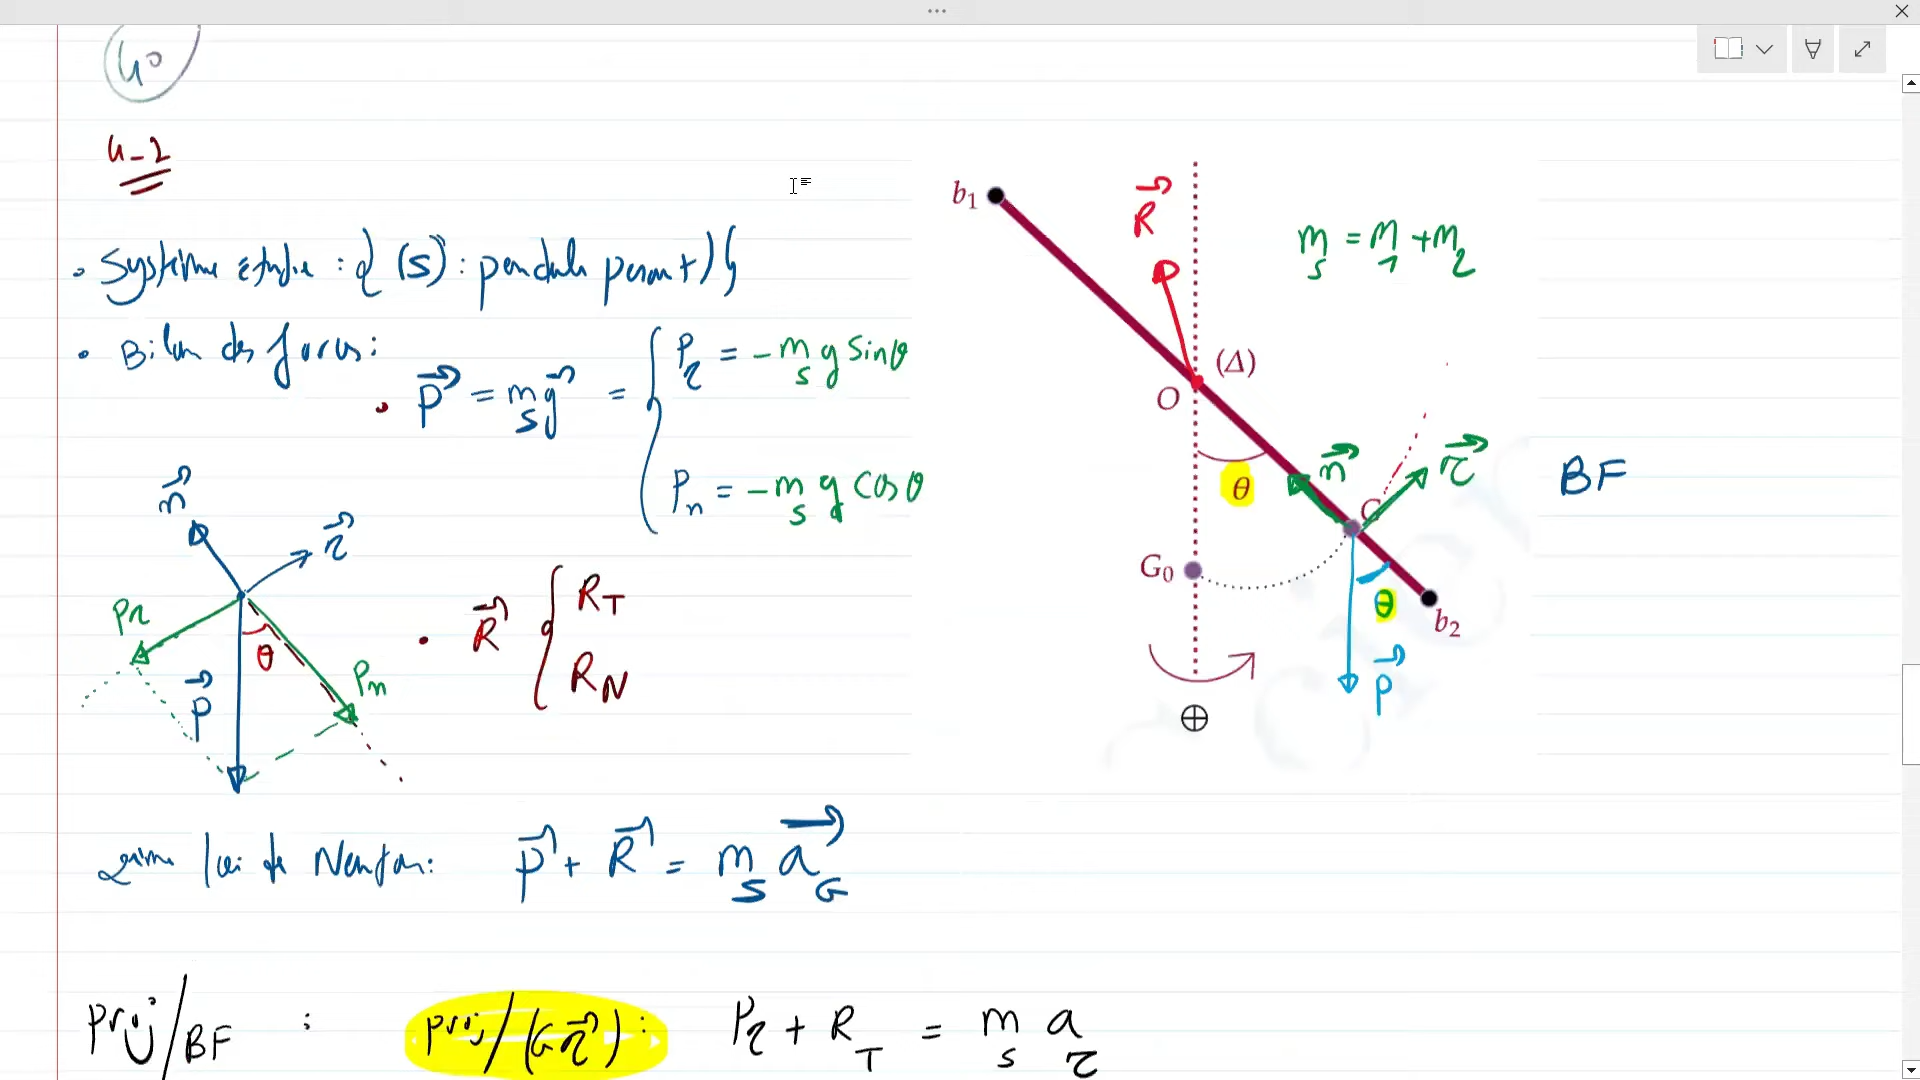 4°
4-2
• Système étudié : { (S) : pendule pesant }
• Bilan des forces :
• P⃗ = m_S g⃗ = { P_τ = -m_S g sinθ
P_n = -m_S g cosθ
n⃗
τ⃗
Pτ
θ
P⃗
Pn
• R⃗ { R_T
R_N
b₁
R⃗
m_S = m_1 + m_2
(Δ)
O
n⃗
τ⃗
BF
θ
G
G₀
θ
b₂
P⃗
⊕
2ème loi de Newton : P⃗ + R⃗ = m_S a⃗_G
proj/BF : proj/(Gτ⃗) : P_τ + R_T = m_S a_τ